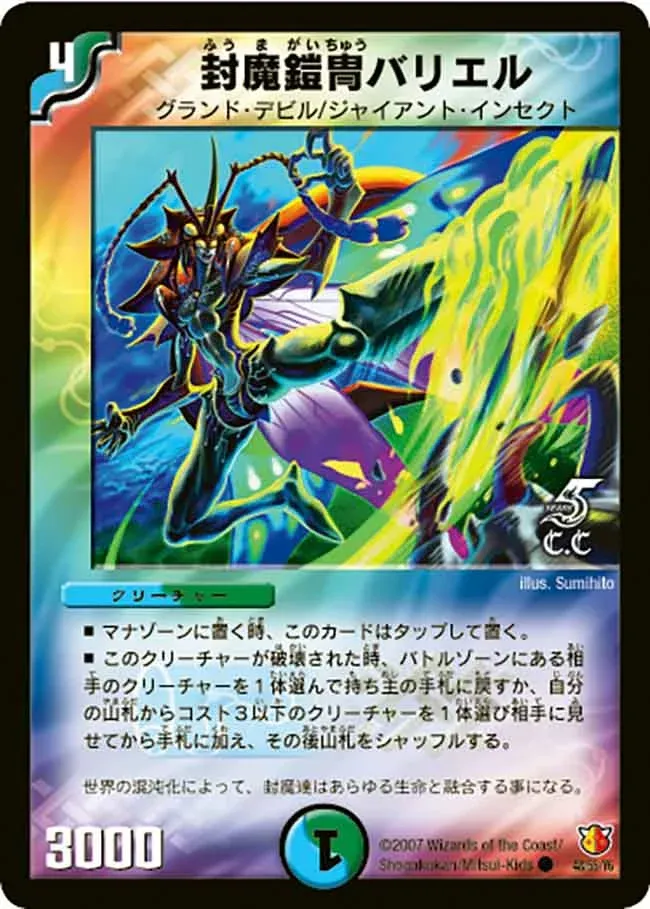 4
ふうまがいちゅう
封魔鎧冑バリエル
グランド・デビル/ジャイアント・インセクト
5
C.C
illus. Sumihito
クリーチャー
■ マナゾーンに置く時、このカードはタップして置く。
■ このクリーチャーが破壊された時、バトルゾーンにある相
手のクリーチャーを1体選んで持ち主の手札に戻すか、自分
の山札からコスト3以下のクリーチャーを1体選び相手に見
せてから手札に加え、その後山札をシャッフルする。
世界の混沌化によって、封魔達はあらゆる生命と融合する事になる。
3000
1
©2007 Wizards of the Coast/
Shogakukan/Mitsui-Kids